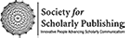 Society for
Scholarly Publishing
Innovative People Advancing Scholarly Communication